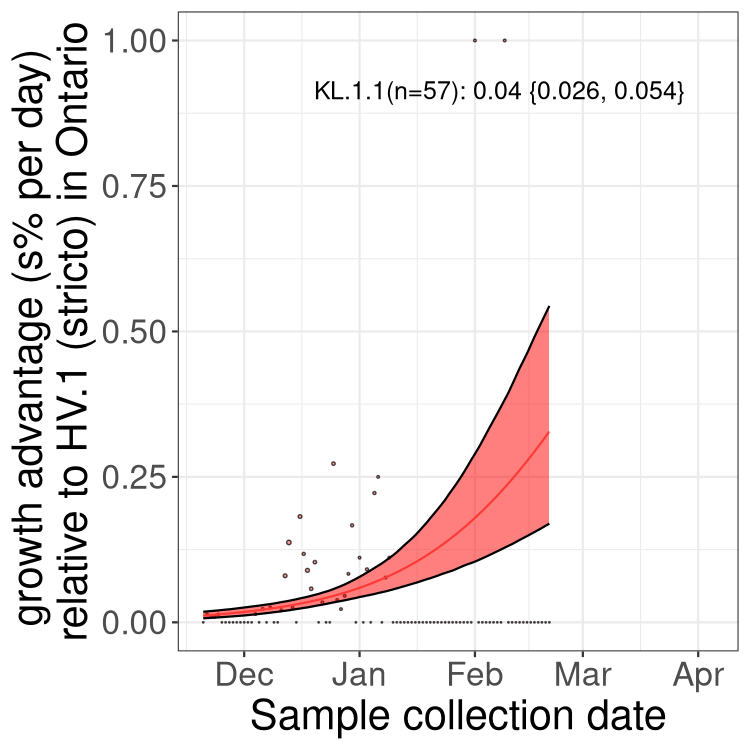 growth advantage (s% per day)
relative to HV.1 (stricto) in Ontario
1.00
0.75
0.50
0.25
0.00
KL.1.1(n=57): 0.04 {0.026, 0.054}
Dec Jan Feb Mar Apr
Sample collection date